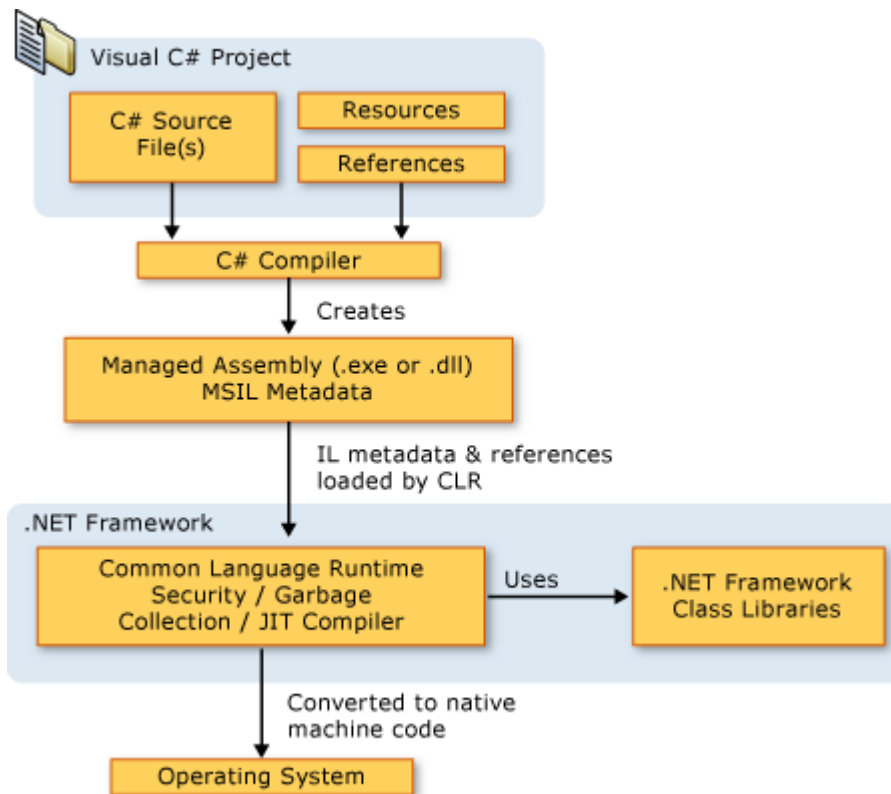 Visual C# Project
C# Source
File(s)
Resources
References
C# Compiler
Creates
Managed Assembly (.exe or .dll)
MSIL Metadata
IL metadata & references
loaded by CLR
.NET Framework
Common Language Runtime
Security / Garbage
Collection / JIT Compiler
Uses
.NET Framework
Class Libraries
Converted to native
machine code
Operating System